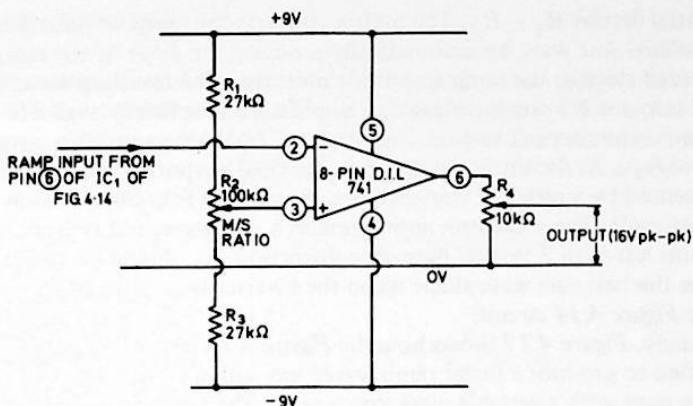 +9V
R1
27kΩ
5
RAMP INPUT FROM
PIN 6 OF IC1 OF
FIG 4·14
2
−
8-PIN D.I.L
741
6
R2
100kΩ
3
+
M/S
RATIO
4
R4
10kΩ
OUTPUT (16V pk-pk)
0V
R3
27kΩ
−9V